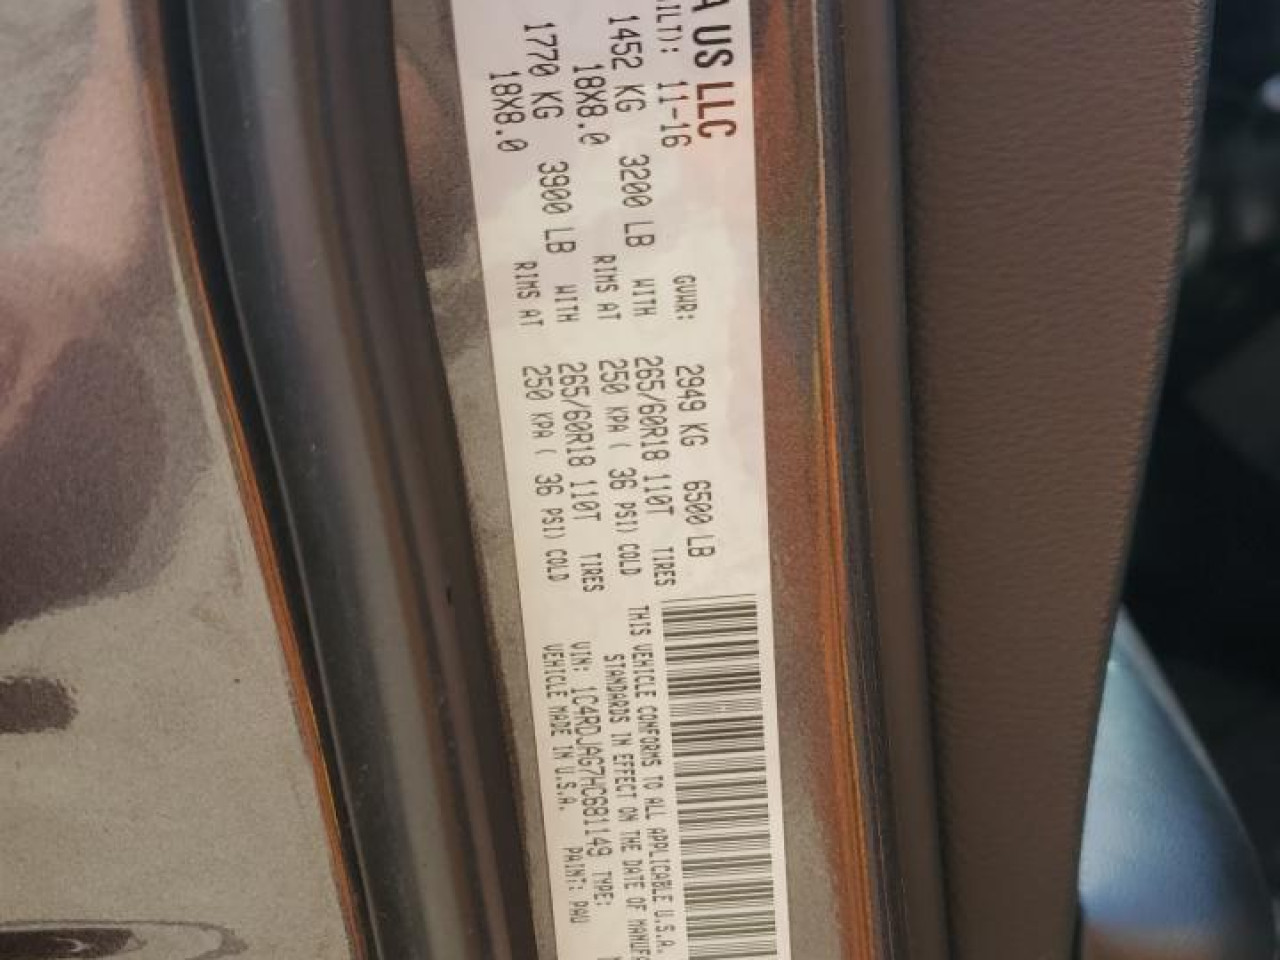 A US LLC
ILT): 11-16 GVWR: 2949 KG 6500 LB
1452 KG 3200 LB WITH 265/60R18 110T TIRES
18X8.0 RIMS AT 250 KPA ( 36 PSI) COLD
1770 KG 3900 LB WITH 265/60R18 110T TIRES
18X8.0 RIMS AT 250 KPA ( 36 PSI) COLD
THIS VEHICLE CONFORMS TO ALL APPLICABLE U.S.A.
STANDARDS IN EFFECT ON THE DATE OF MANUF
VIN: 1C4RDJAG7HC681149 TYPE:
VEHICLE MADE IN U.S.A. PAINT: PAU